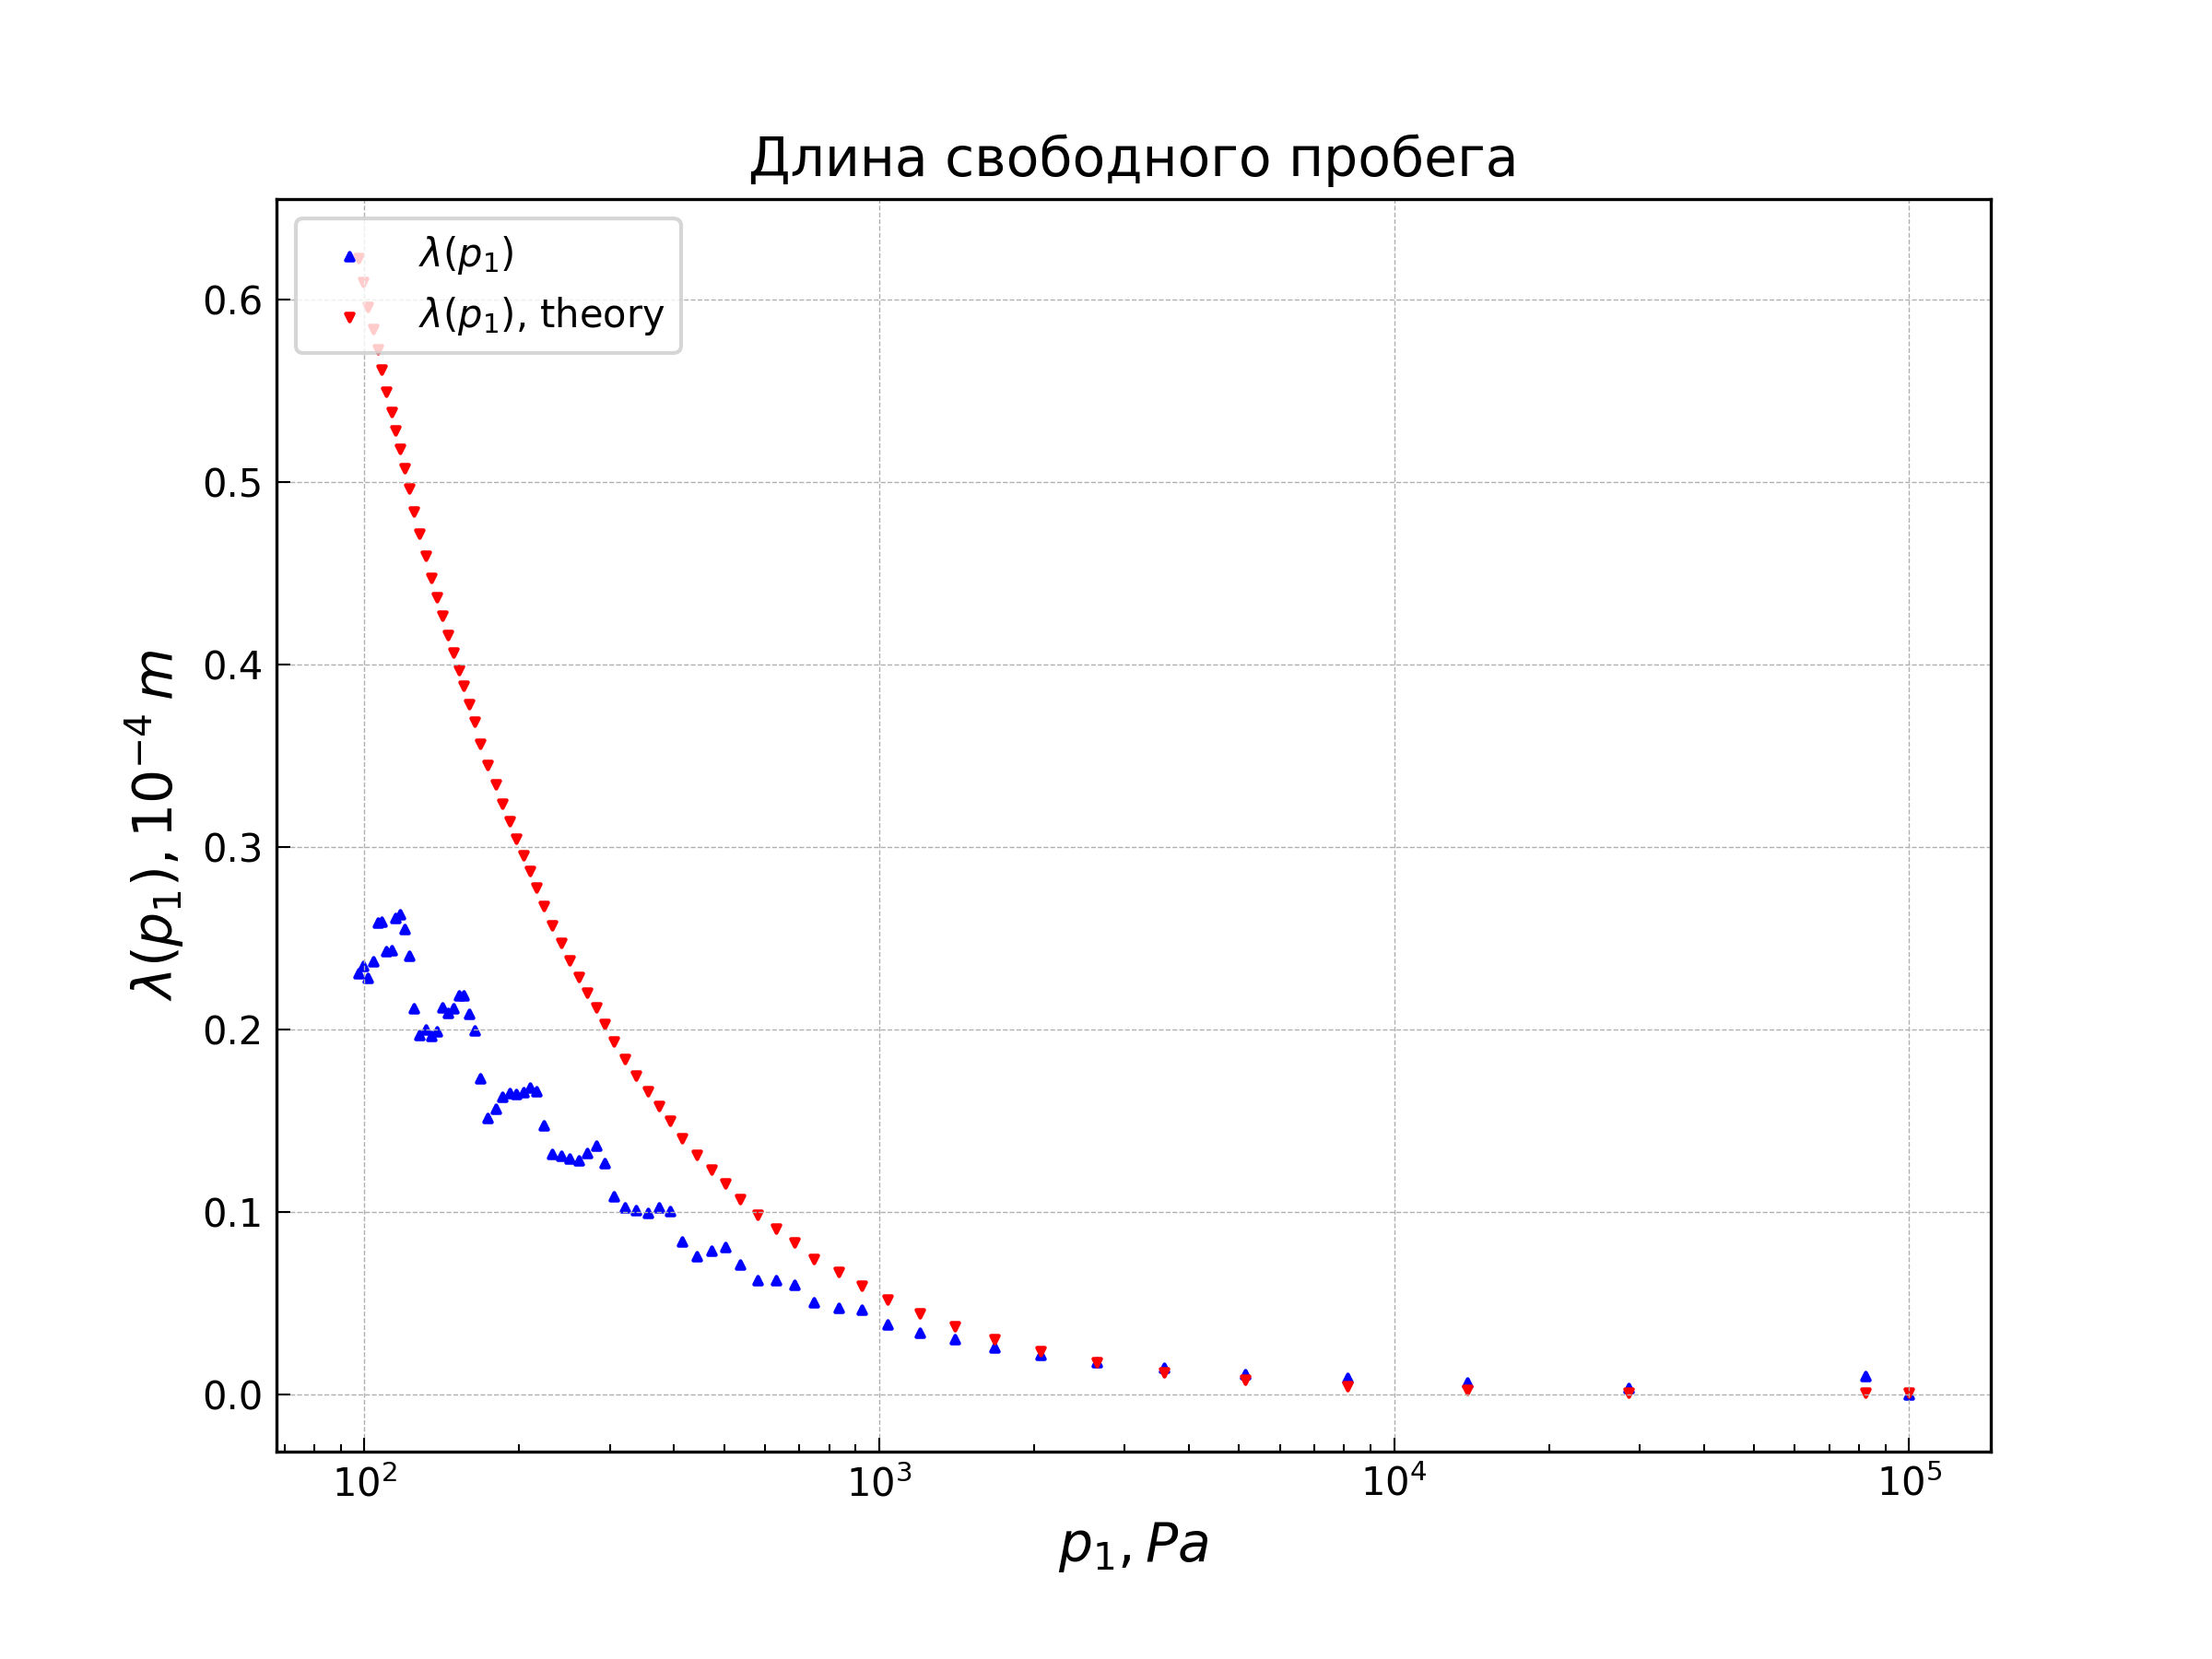 Длина свободного пробега
λ(p₁)
λ(p₁), theory
0.6
0.5
0.4
0.3
0.2
0.1
0.0
λ(p₁), 10⁻⁴ m
10² 10³ 10⁴ 10⁵
p₁, Pa